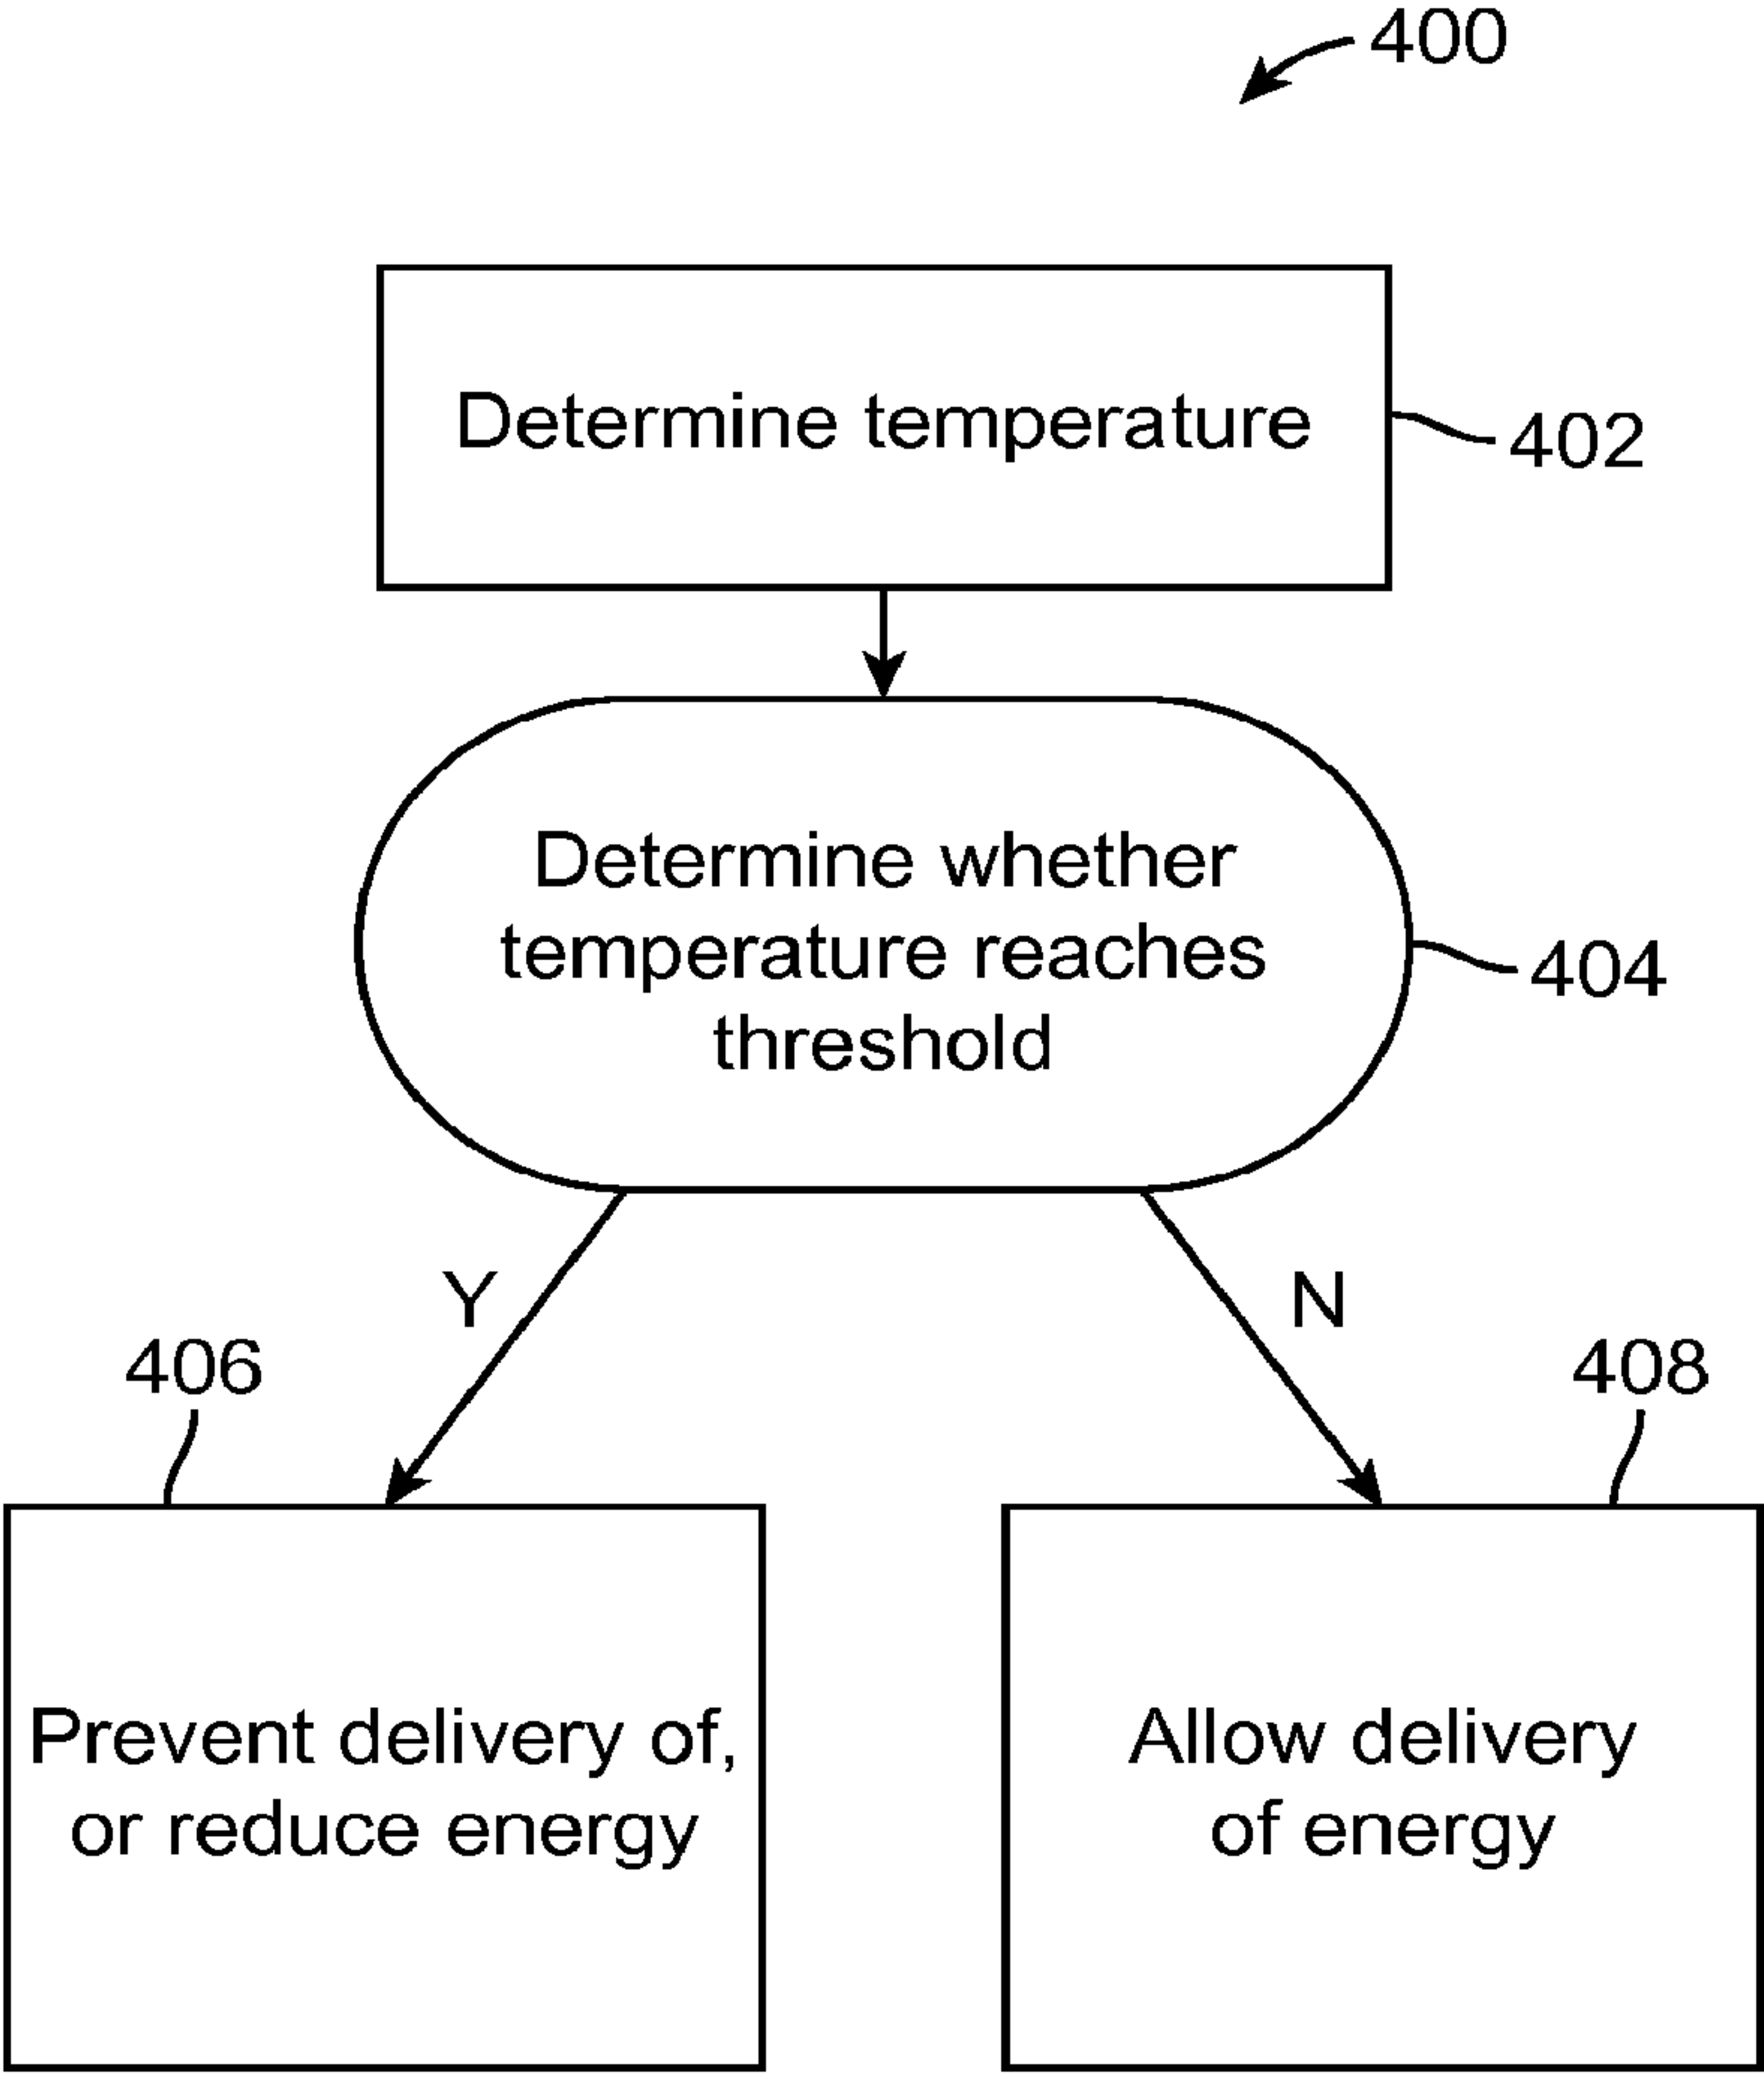 400
Determine temperature
402
Determine whether
temperature reaches
threshold
404
Y
N
406
408
Prevent delivery of,
or reduce energy
Allow delivery
of energy